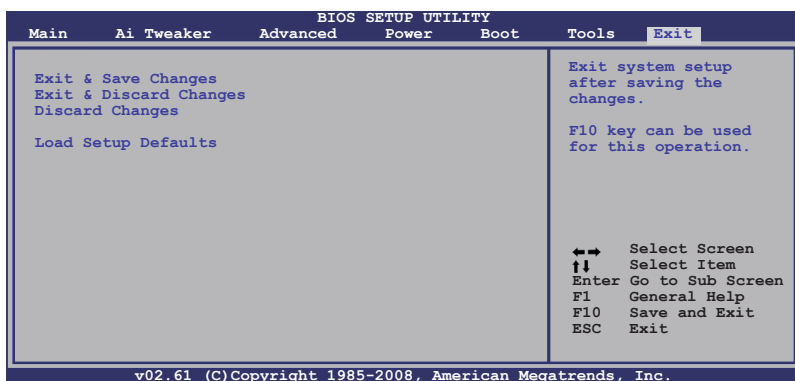 BIOS SETUP UTILITY
Main Ai Tweaker Advanced Power Boot Tools Exit
Exit & Save Changes
Exit & Discard Changes
Discard Changes
Load Setup Defaults
Exit system setup
after saving the
changes.
F10 key can be used
for this operation.
←→ Select Screen
↑↓ Select Item
Enter Go to Sub Screen
F1 General Help
F10 Save and Exit
ESC Exit
v02.61 (C)Copyright 1985-2008, American Megatrends, Inc.